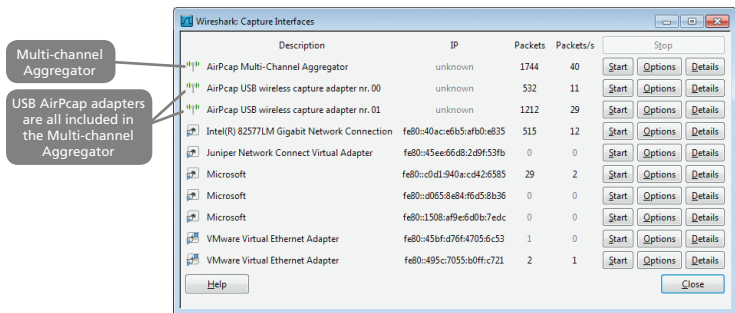 Wireshark: Capture Interfaces
Description IP Packets Packets/s Stop
Multi-channel
Aggregator
USB AirPcap adapters
are all included in
the Multi-channel
Aggregator
AirPcap Multi-Channel Aggregator unknown 1744 40 Start Options Details
AirPcap USB wireless capture adapter nr. 00 unknown 532 11 Start Options Details
AirPcap USB wireless capture adapter nr. 01 unknown 1212 29 Start Options Details
Intel(R) 82577LM Gigabit Network Connection fe80::40ac:e6b5:afb0:e835 515 12 Start Options Details
Juniper Network Connect Virtual Adapter fe80::45ee:66d8:2d9f:53fb 0 0 Start Options Details
Microsoft fe80::c0d1:940a:cd42:6585 29 2 Start Options Details
Microsoft fe80::d065:8e84:f6d5:8b36 0 0 Start Options Details
Microsoft fe80::1508:af9e:6d0b:7edc 0 0 Start Options Details
VMware Virtual Ethernet Adapter fe80::45bf:d76f:4705:6c53 1 0 Start Options Details
VMware Virtual Ethernet Adapter fe80::495c:7055:b0ff:c721 2 1 Start Options Details
Help Close